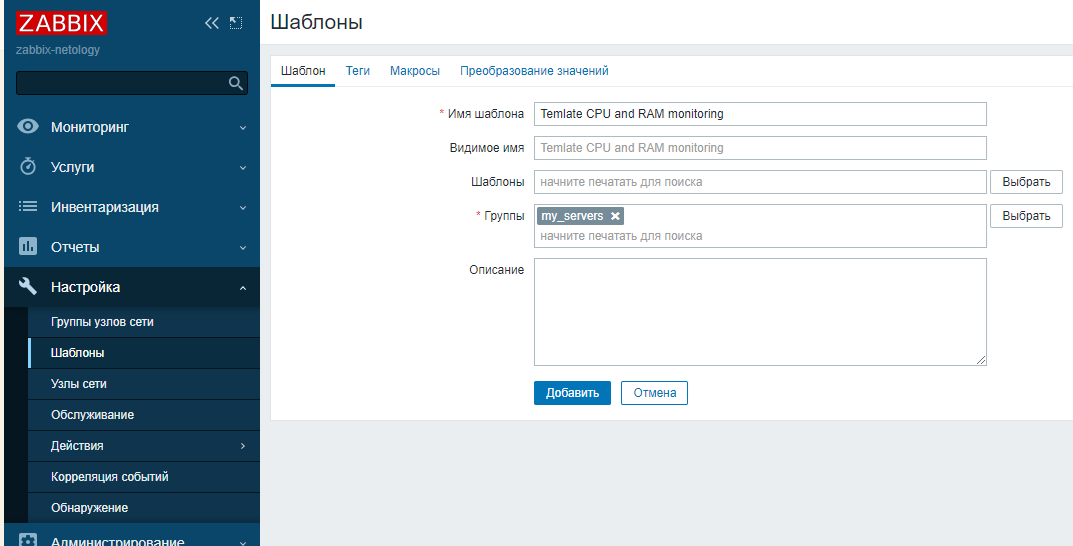 ZABBIX
zabbix-netology
Мониторинг
Услуги
Инвентаризация
Отчеты
Настройка
Группы узлов сети
Шаблоны
Узлы сети
Обслуживание
Действия
Корреляция событий
Обнаружение
Администрирование
Шаблоны
Шаблон Теги Макросы Преобразование значений
* Имя шаблона Temlate CPU and RAM monitoring
Видимое имя Temlate CPU and RAM monitoring
Шаблоны начните печатать для поиска Выбрать
* Группы my_servers Выбрать
начните печатать для поиска
Описание
Добавить Отмена